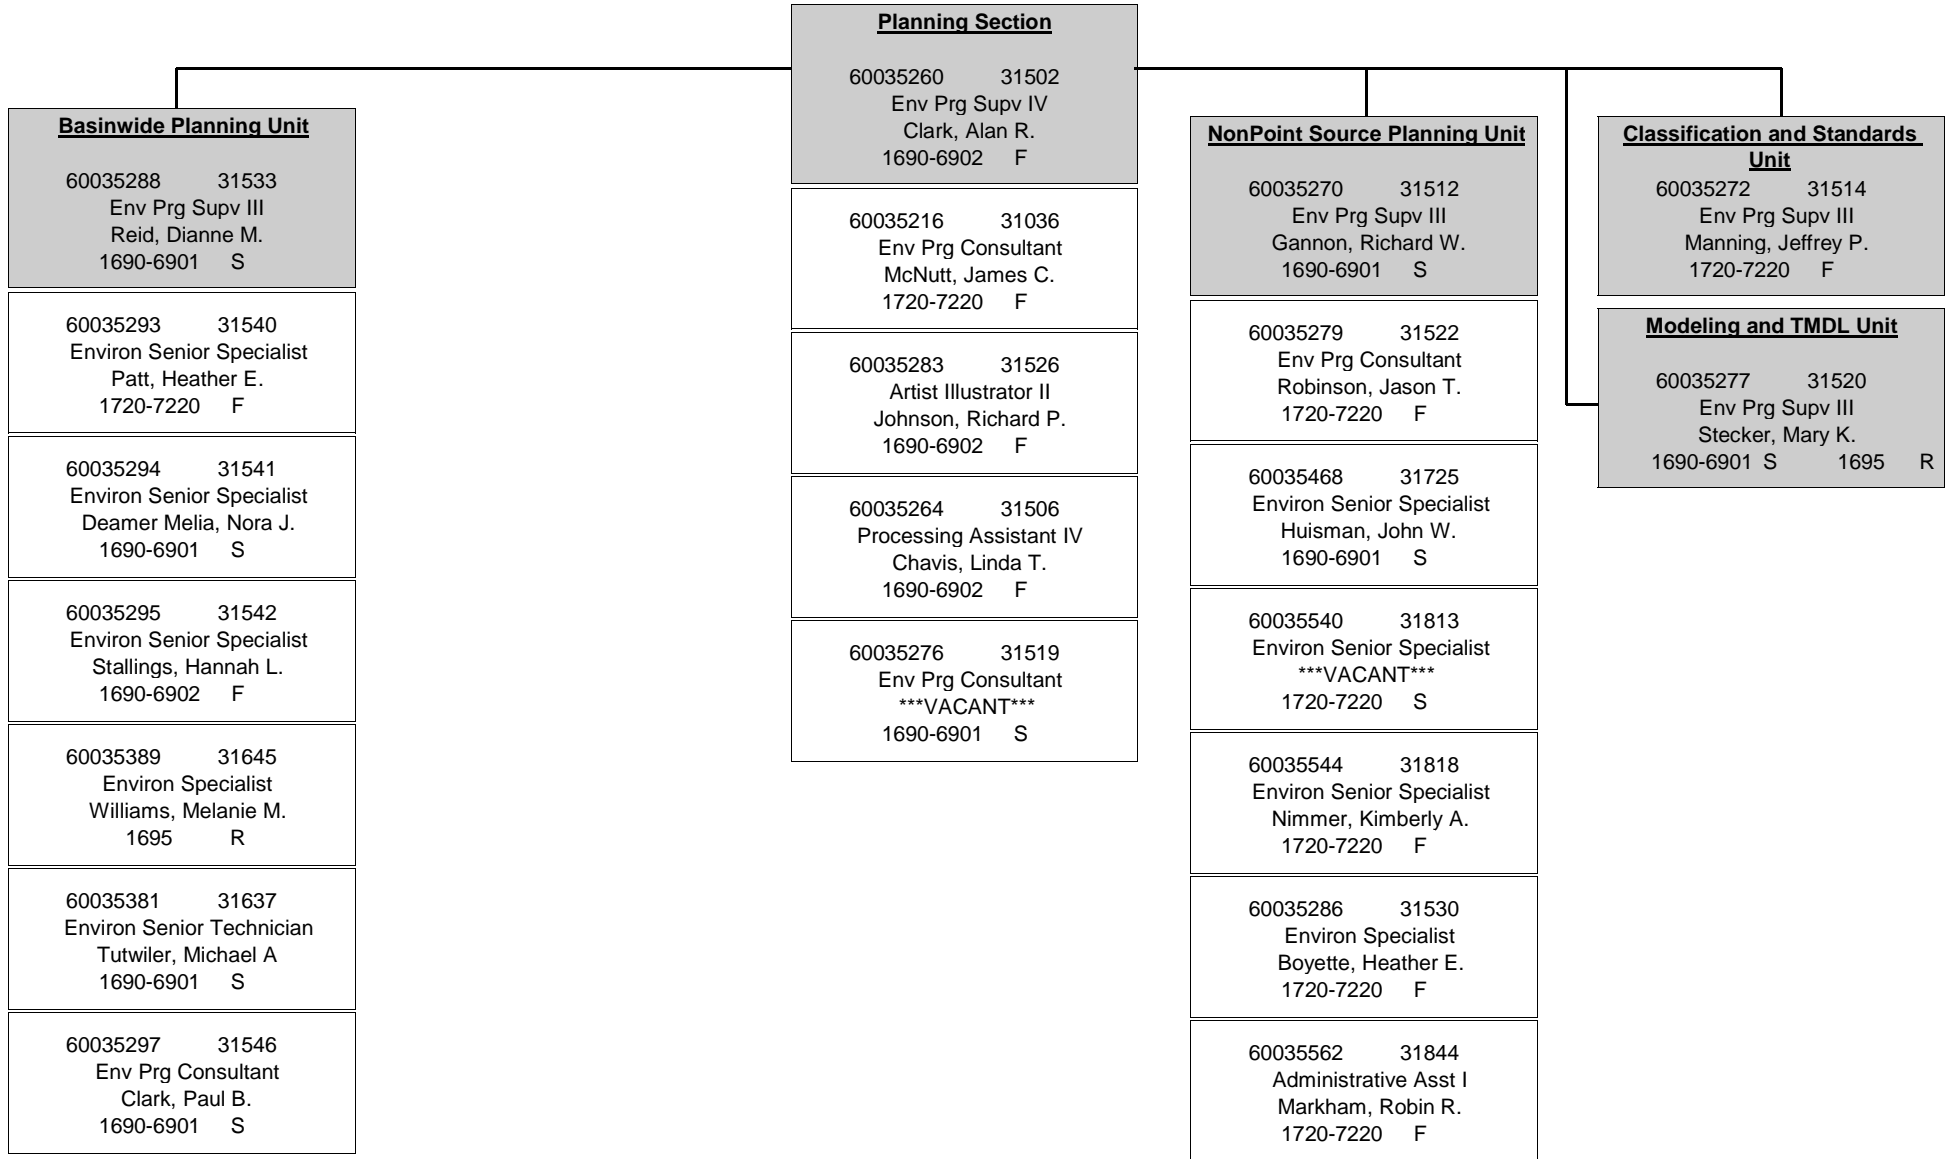 Planning Section
60035260 31502
Env Prg Supv IV
Clark, Alan R.
1690-6902 F
60035216 31036
Env Prg Consultant
McNutt, James C.
1720-7220 F
60035283 31526
Artist Illustrator II
Johnson, Richard P.
1690-6902 F
60035264 31506
Processing Assistant IV
Chavis, Linda T.
1690-6902 F
60035276 31519
Env Prg Consultant
***VACANT***
1690-6901 S
Basinwide Planning Unit
60035288 31533
Env Prg Supv III
Reid, Dianne M.
1690-6901 S
60035293 31540
Environ Senior Specialist
Patt, Heather E.
1720-7220 F
60035294 31541
Environ Senior Specialist
Deamer Melia, Nora J.
1690-6901 S
60035295 31542
Environ Senior Specialist
Stallings, Hannah L.
1690-6902 F
60035389 31645
Environ Specialist
Williams, Melanie M.
1695 R
60035381 31637
Environ Senior Technician
Tutwiler, Michael A
1690-6901 S
60035297 31546
Env Prg Consultant
Clark, Paul B.
1690-6901 S
NonPoint Source Planning Unit
60035270 31512
Env Prg Supv III
Gannon, Richard W.
1690-6901 S
60035279 31522
Env Prg Consultant
Robinson, Jason T.
1720-7220 F
60035468 31725
Environ Senior Specialist
Huisman, John W.
1690-6901 S
60035540 31813
Environ Senior Specialist
***VACANT***
1720-7220 S
60035544 31818
Environ Senior Specialist
Nimmer, Kimberly A.
1720-7220 F
60035286 31530
Environ Specialist
Boyette, Heather E.
1720-7220 F
60035562 31844
Administrative Asst I
Markham, Robin R.
1720-7220 F
Classification and Standards
Unit
60035272 31514
Env Prg Supv III
Manning, Jeffrey P.
1720-7220 F
Modeling and TMDL Unit
60035277 31520
Env Prg Supv III
Stecker, Mary K.
1690-6901 S 1695 R